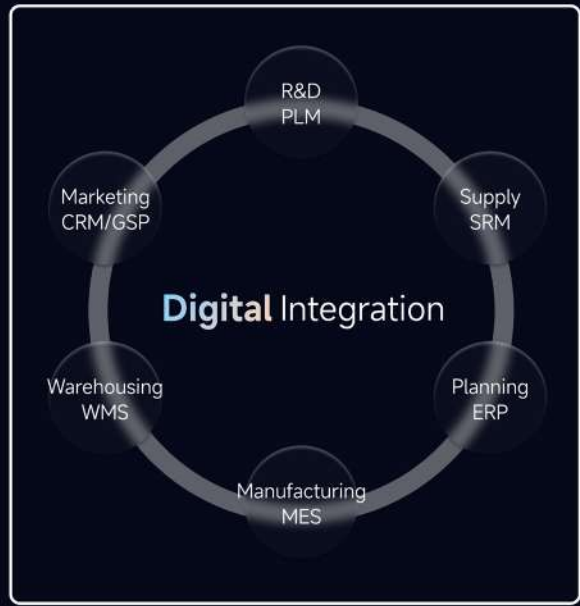 R&D
PLM
Marketing
CRM/GSP
Supply
SRM
Digital Integration
Warehousing
WMS
Planning
ERP
Manufacturing
MES